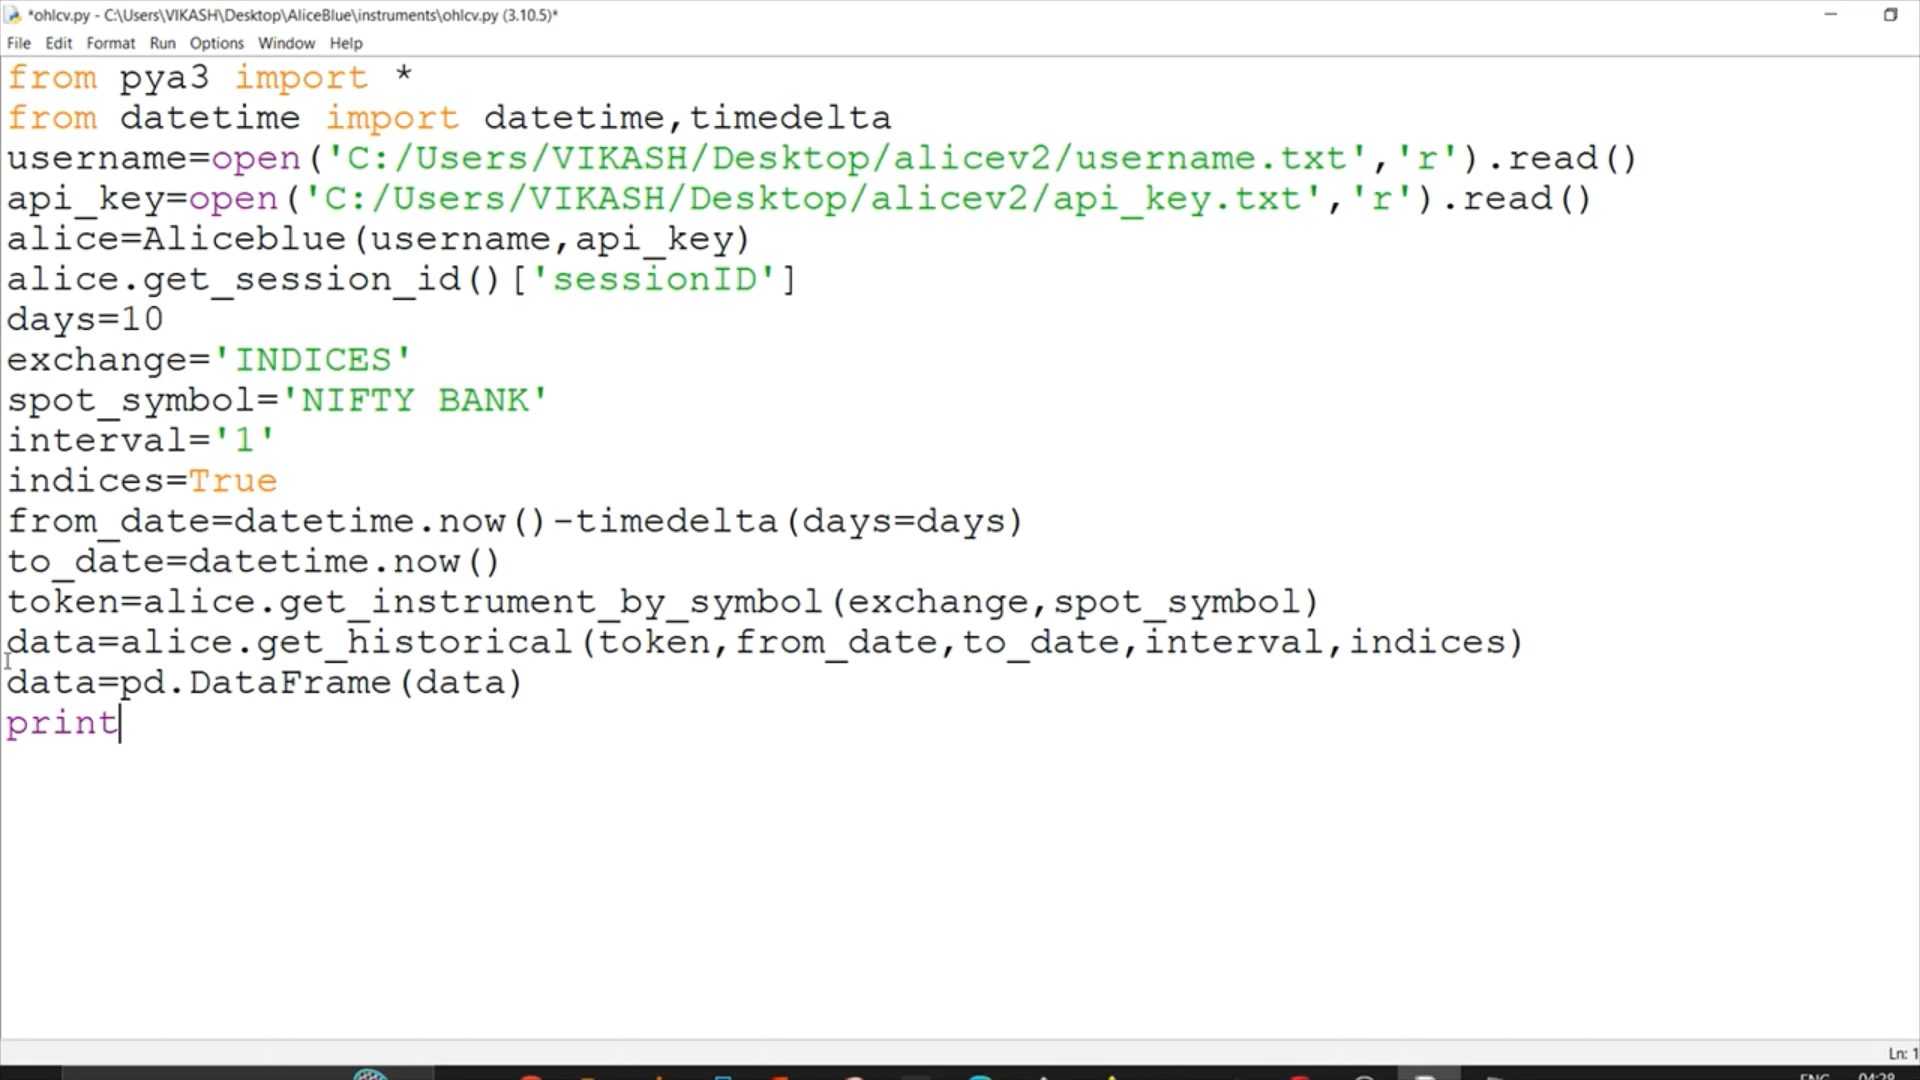 *ohlcv.py - C:\Users\VIKASH\Desktop\AliceBlue\instruments\ohlcv.py (3.10.5)*
File Edit Format Run Options Window Help
from pya3 import *
from datetime import datetime,timedelta
username=open('C:/Users/VIKASH/Desktop/alicev2/username.txt','r').read()
api_key=open('C:/Users/VIKASH/Desktop/alicev2/api_key.txt','r').read()
alice=Aliceblue(username,api_key)
alice.get_session_id()['sessionID']
days=10
exchange='INDICES'
spot_symbol='NIFTY BANK'
interval='1'
indices=True
from_date=datetime.now()-timedelta(days=days)
to_date=datetime.now()
token=alice.get_instrument_by_symbol(exchange,spot_symbol)
data=alice.get_historical(token,from_date,to_date,interval,indices)
data=pd.DataFrame(data)
print
Ln: 1
ENG 04:28